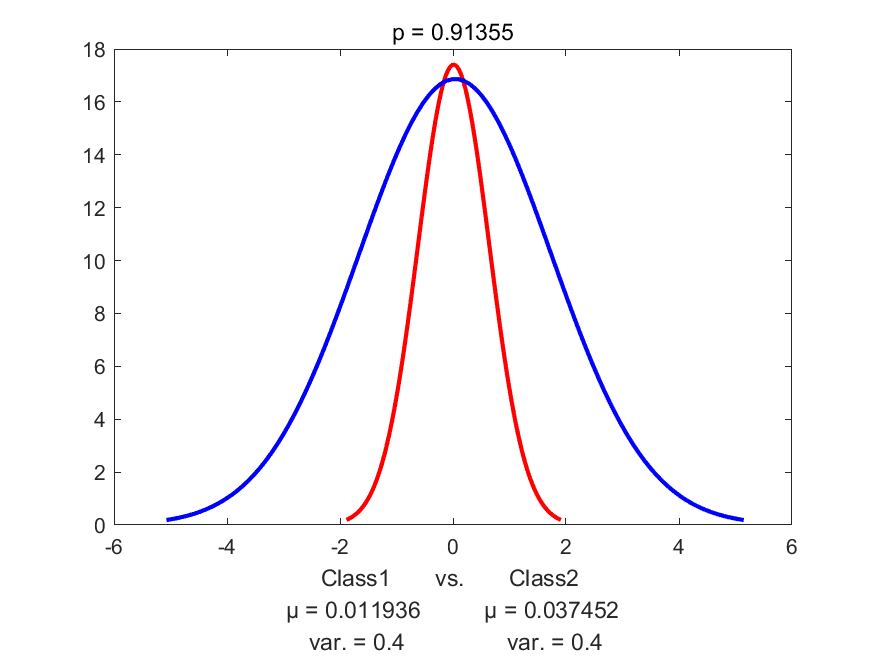 p = 0.91355
18
16
14
12
10
8
6
4
2
0
-6 -4 -2 0 2 4 6
Class1 vs. Class2
μ = 0.011936 μ = 0.037452
var. = 0.4 var. = 0.4